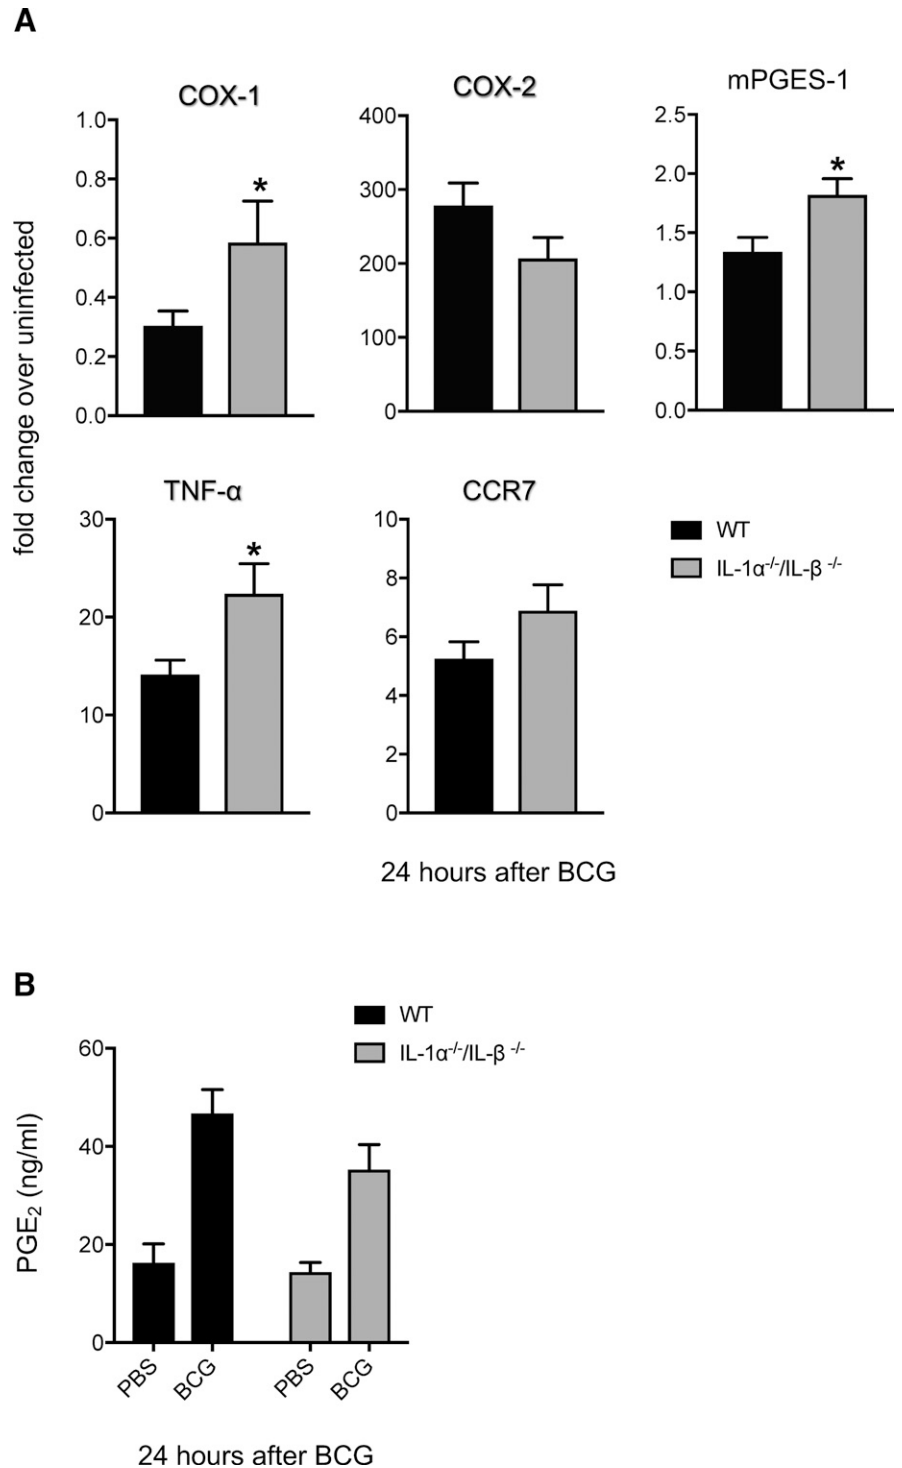 A
COX-1
COX-2
mPGES-1
fold change over uninfected
1.0
0.8
0.6
0.4
0.2
0.0
*
400
300
200
100
0
2.5
2.0
1.5
1.0
0.5
0.0
*
TNF-α
CCR7
30
20
10
0
*
10
8
6
4
2
0
WT
IL-1α-/-/IL-β -/-
24 hours after BCG
B
WT
IL-1α-/-/IL-β -/-
PGE2 (ng/ml)
60
40
20
0
PBS
BCG
PBS
BCG
24 hours after BCG